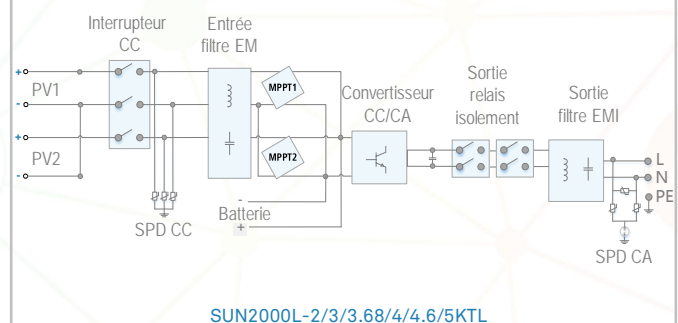 Interrupteur
CC
Entrée
filtre EM
MPPT1
MPPT2
Convertisseur
CC/CA
Sortie
relais
isolement
Sortie
filtre EMI
+
PV1
-
+
PV2
-
SPD CC
-
Batterie
+
L
N
PE
SPD CA
SUN2000L-2/3/3.68/4/4.6/5KTL